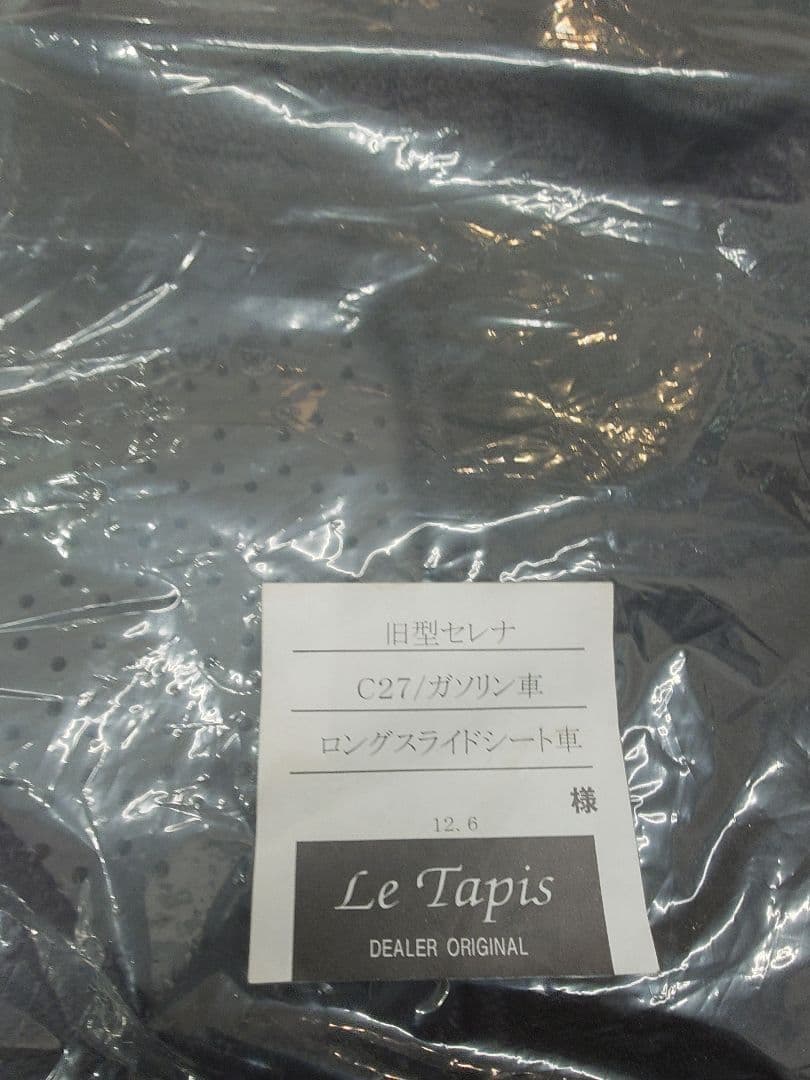 旧型セレナ
C27/ガソリン車
ロングスライドシート車
様
12.6
Le Tapis
DEALER ORIGINAL